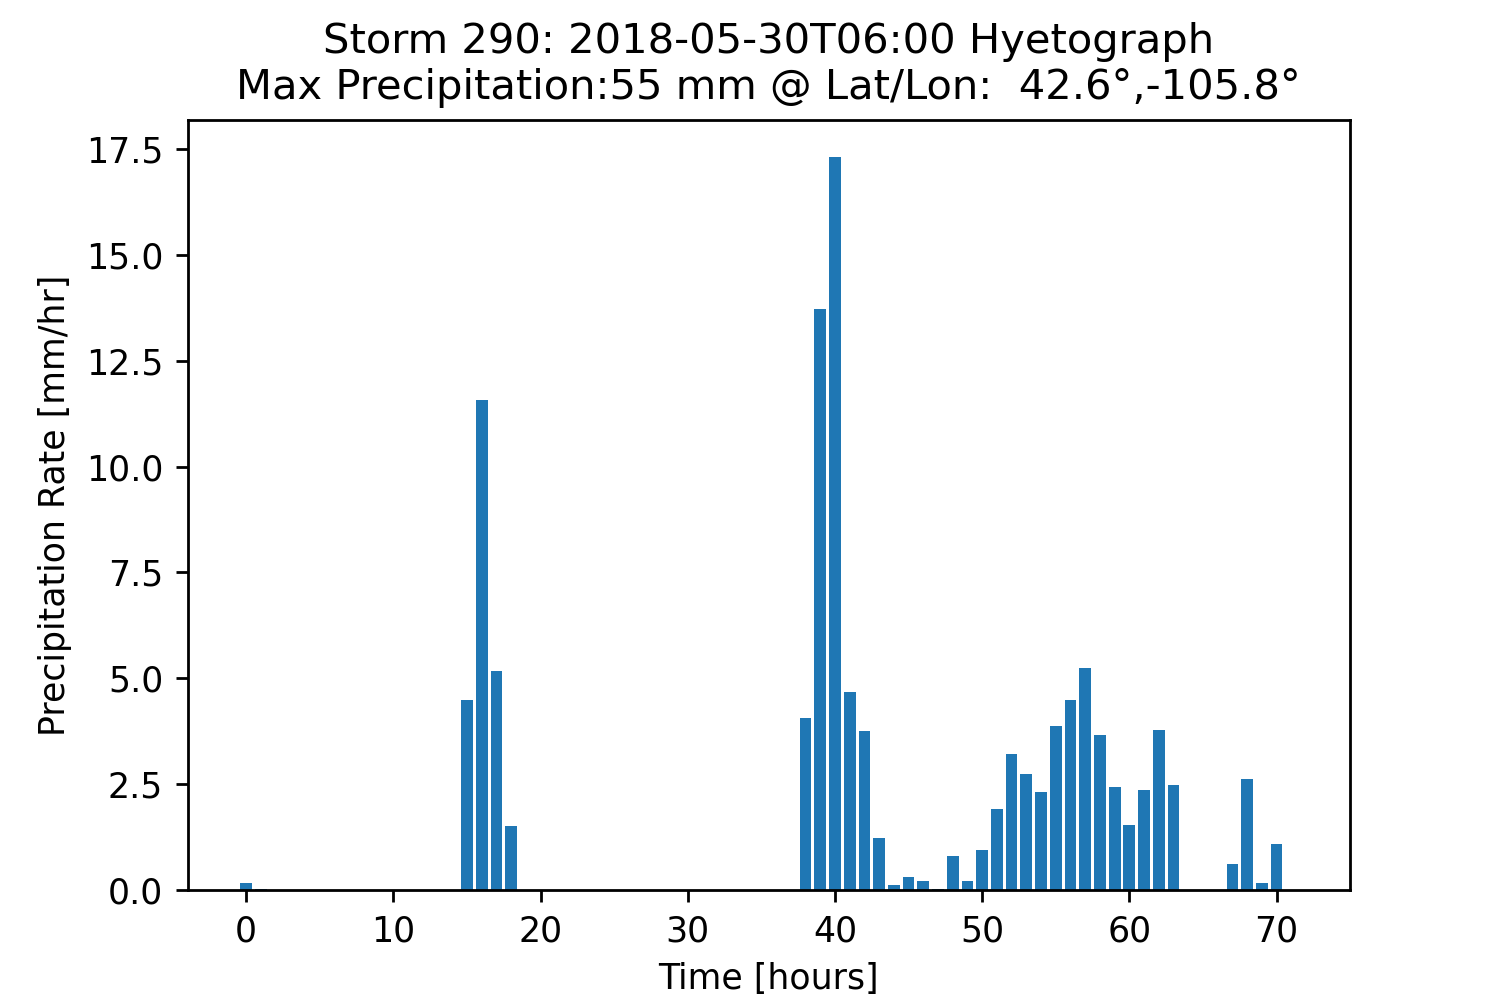 Storm 290: 2018-05-30T06:00 Hyetograph
Max Precipitation:55 mm @ Lat/Lon:  42.6°,-105.8°
17.5
15.0
12.5
10.0
7.5
5.0
2.5
0.0
Precipitation Rate [mm/hr]
0 10 20 30 40 50 60 70
Time [hours]